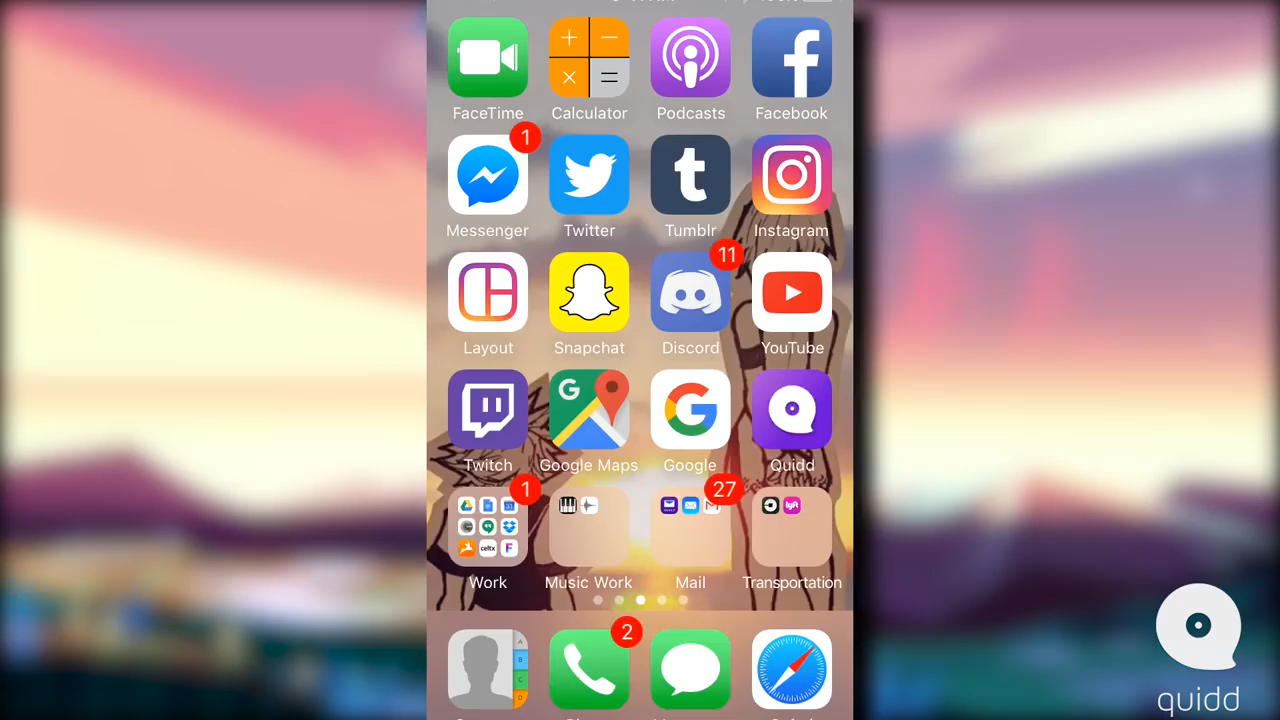 FaceTime Calculator Podcasts Facebook
1
Messenger Twitter Tumblr Instagram
11
Layout Snapchat Discord YouTube
Twitch Google Maps Google Quidd
1 27
Work Music Work Mail Transportation
2
quidd